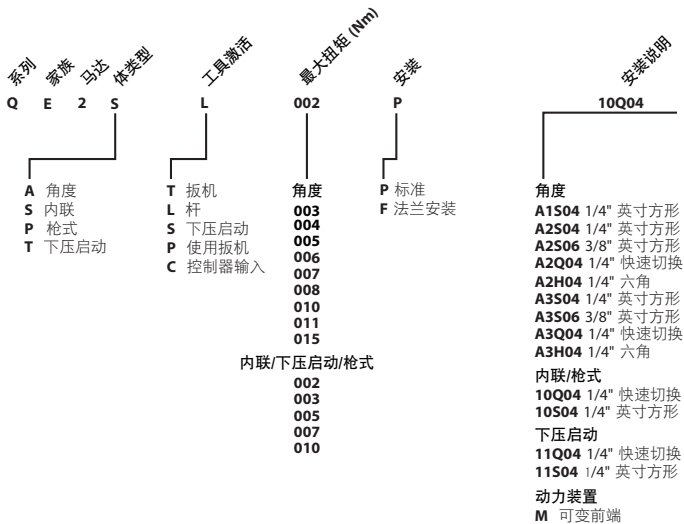 系列 家族 马达 体类型 工具激活 最大扭矩 (Nm) 安装 安装说明
Q E 2 S L 002 P 10Q04
A 角度
S 内联
P 枪式
T 下压启动
T 扳机
L 杆
S 下压启动
P 使用扳机
C 控制器输入
角度
003
004
005
006
007
008
010
011
015
内联/下压启动/枪式
002
003
005
007
010
P 标准
F 法兰安装
角度
A1S04 1/4" 英寸方形
A2S04 1/4" 英寸方形
A2S06 3/8" 英寸方形
A2Q04 1/4" 快速切换
A2H04 1/4" 六角
A3S04 1/4" 英寸方形
A3S06 3/8" 英寸方形
A3Q04 1/4" 快速切换
A3H04 1/4" 六角
内联/枪式
10Q04 1/4" 快速切换
10S04 1/4" 英寸方形
下压启动
11Q04 1/4" 快速切换
11S04 1/4" 英寸方形
动力装置
M 可变前端